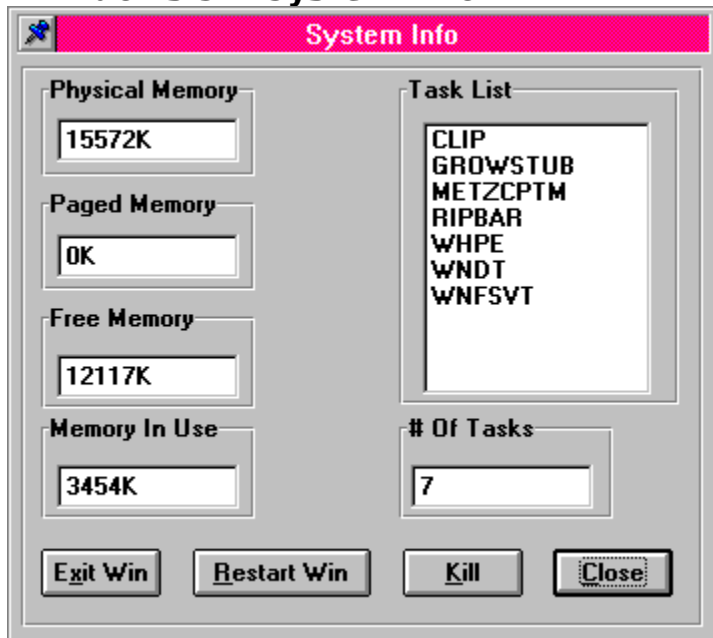 System Info
Physical Memory
15572K
Paged Memory
0K
Free Memory
12117K
Memory In Use
3454K
Task List
CLIP
GROWSTUB
METZCPTM
RIPBAR
WHPE
WNDT
WNFSVT
# Of Tasks
7
Exit Win
Restart Win
Kill
Close